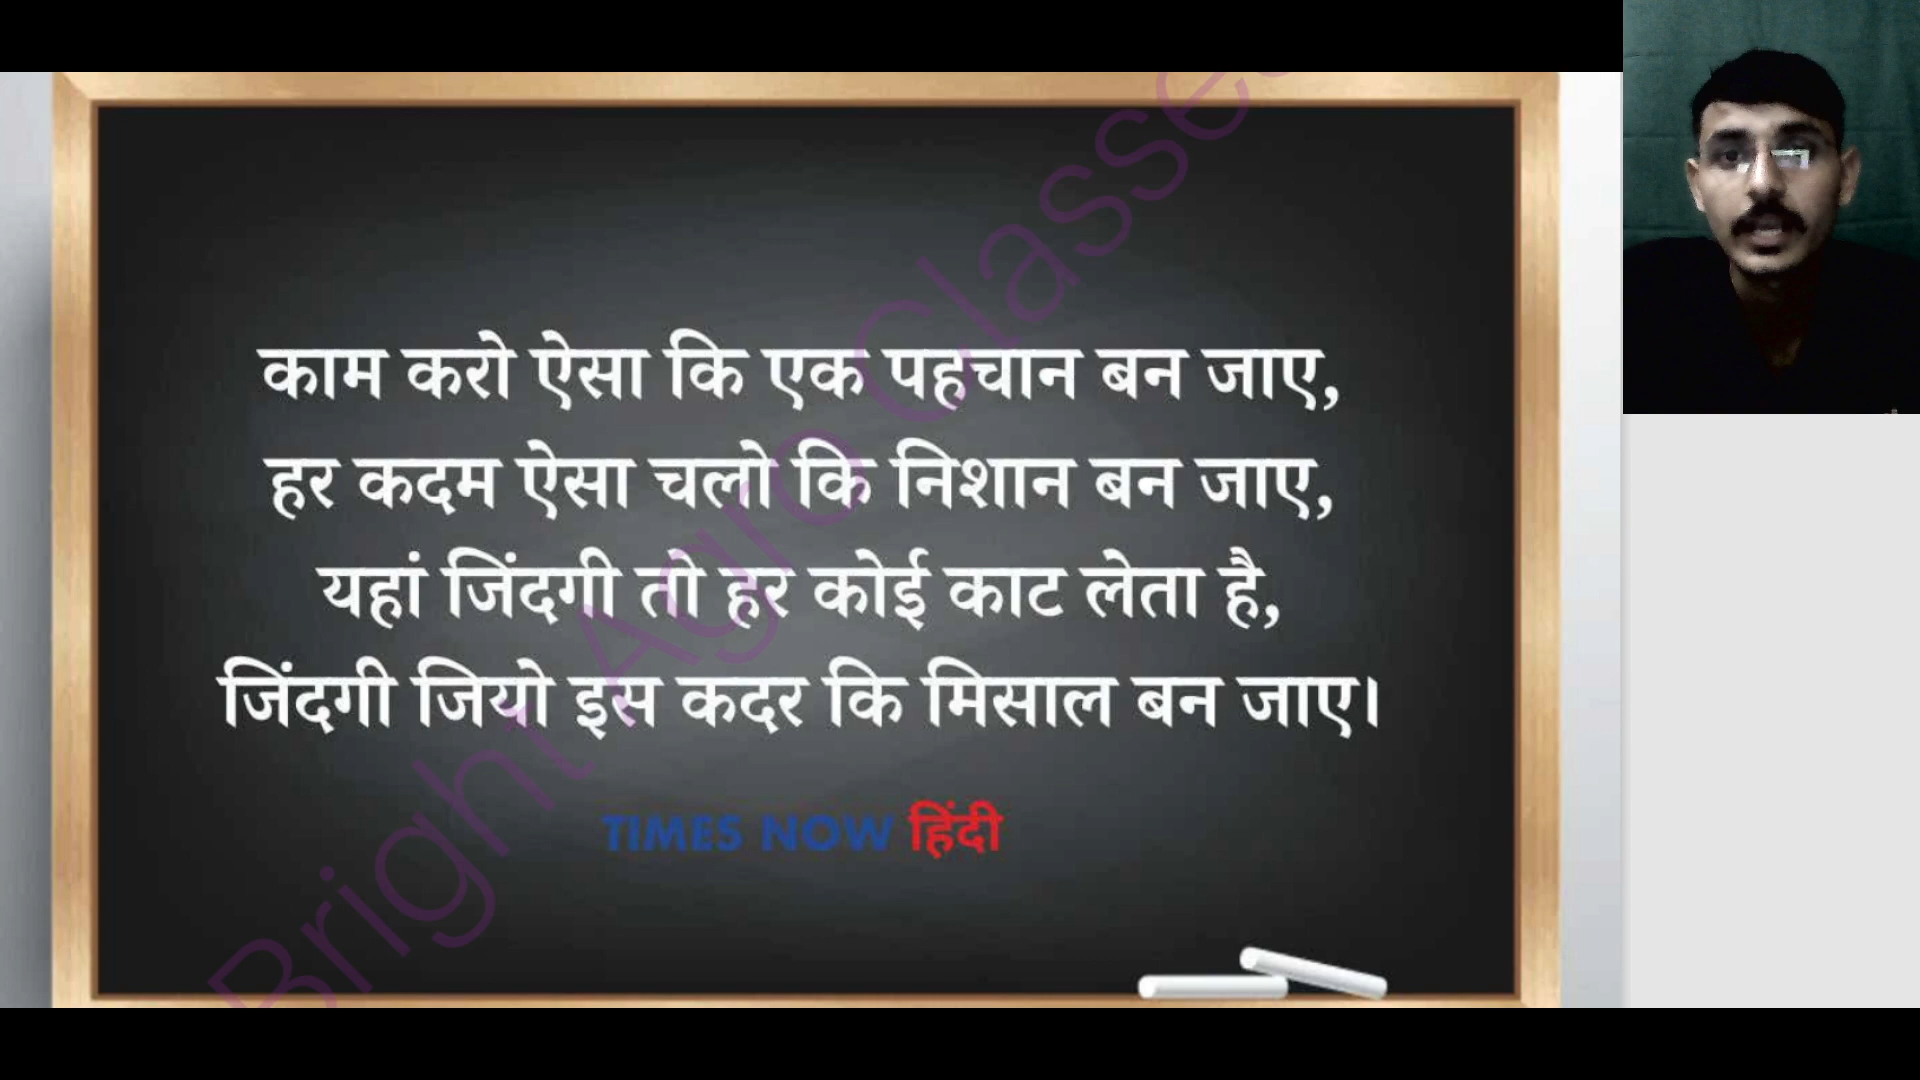 काम करो ऐसा कि एक पहचान बन जाए,
हर कदम ऐसा चलो कि निशान बन जाए,
यहां जिंदगी तो हर कोई काट लेता है,
जिंदगी जियो इस कदर कि मिसाल बन जाए।
TIMES NOW हिंदी
Bright Agro Classes